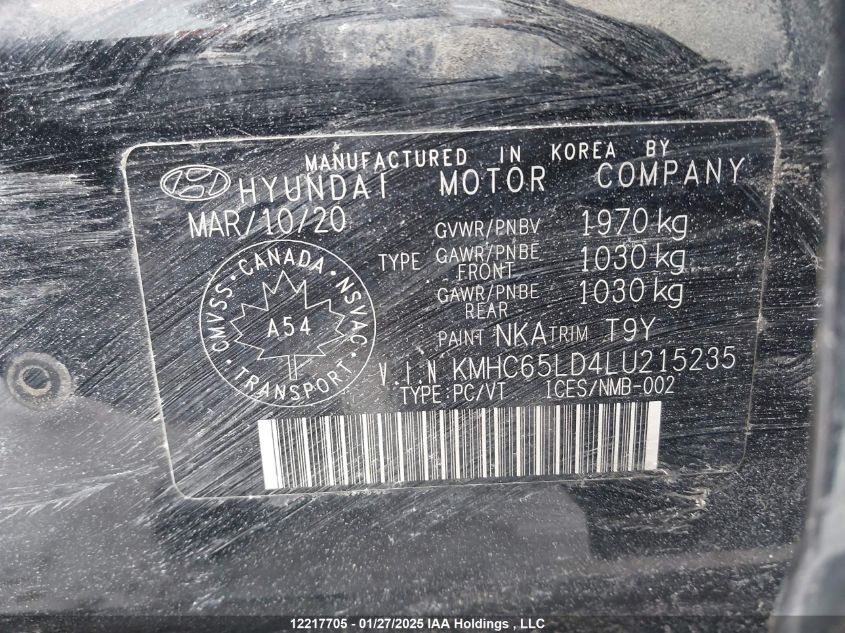 MANUFACTURED IN KOREA BY
HYUNDAI MOTOR COMPANY
MAR/10/20
GVWR/PNBV 1970 kg
TYPE GAWR/PNBE FRONT 1030 kg
GAWR/PNBE REAR 1030 kg
PAINT NKA TRIM T9Y
CMVSS · CANADA · NSVAC · TRANSPORT ·
A54
V.I.N KMHC65LD4LU215235
TYPE:PC/VT ICES/NMB-002
12217705 - 01/27/2025 IAA Holdings , LLC